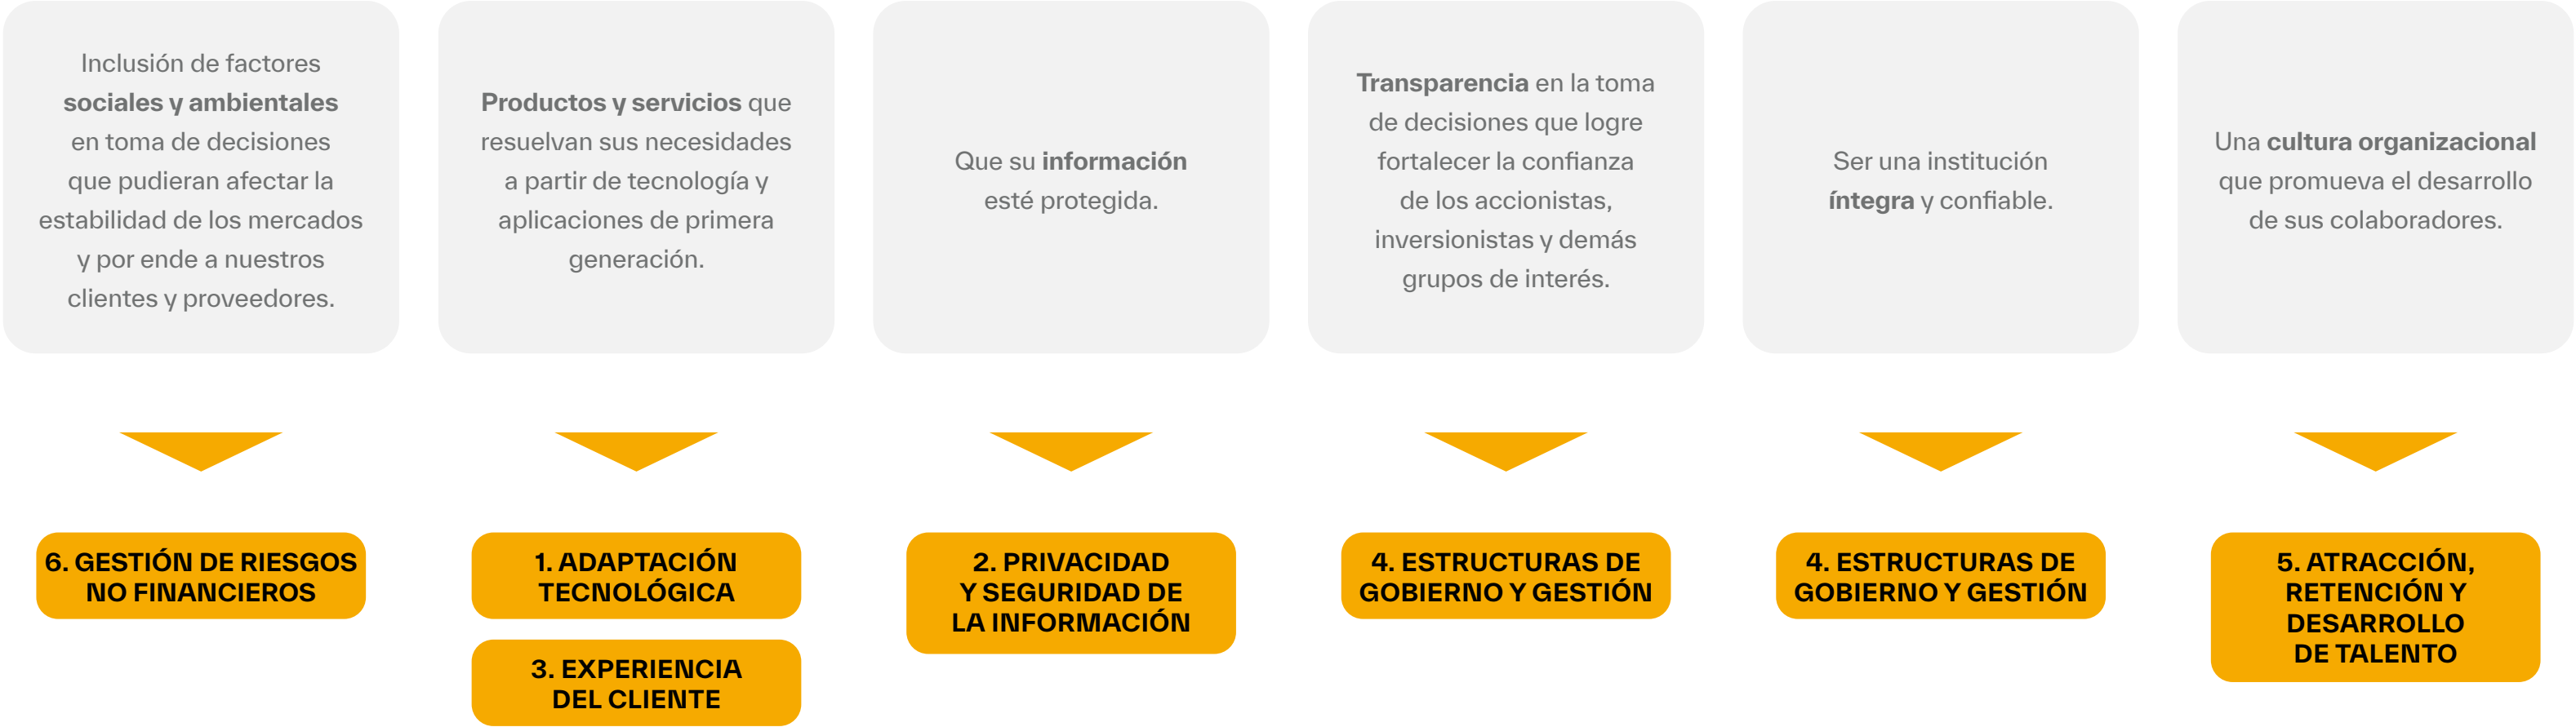 Inclusión de factores
sociales y ambientales
en toma de decisiones
que pudieran afectar la
estabilidad de los mercados
y por ende a nuestros
clientes y proveedores.
Productos y servicios que
resuelvan sus necesidades
a partir de tecnología y
aplicaciones de primera
generación.
Que su información
esté protegida.
Transparencia en la toma
de decisiones que logre
fortalecer la confianza
de los accionistas,
inversionistas y demás
grupos de interés.
Ser una institución
íntegra y confiable.
Una cultura organizacional
que promueva el desarrollo
de sus colaboradores.
6. GESTIÓN DE RIESGOS
NO FINANCIEROS
1. ADAPTACIÓN
TECNOLÓGICA
3. EXPERIENCIA
DEL CLIENTE
2. PRIVACIDAD
Y SEGURIDAD DE
LA INFORMACIÓN
4. ESTRUCTURAS DE
GOBIERNO Y GESTIÓN
4. ESTRUCTURAS DE
GOBIERNO Y GESTIÓN
5. ATRACCIÓN,
RETENCIÓN Y
DESARROLLO
DE TALENTO